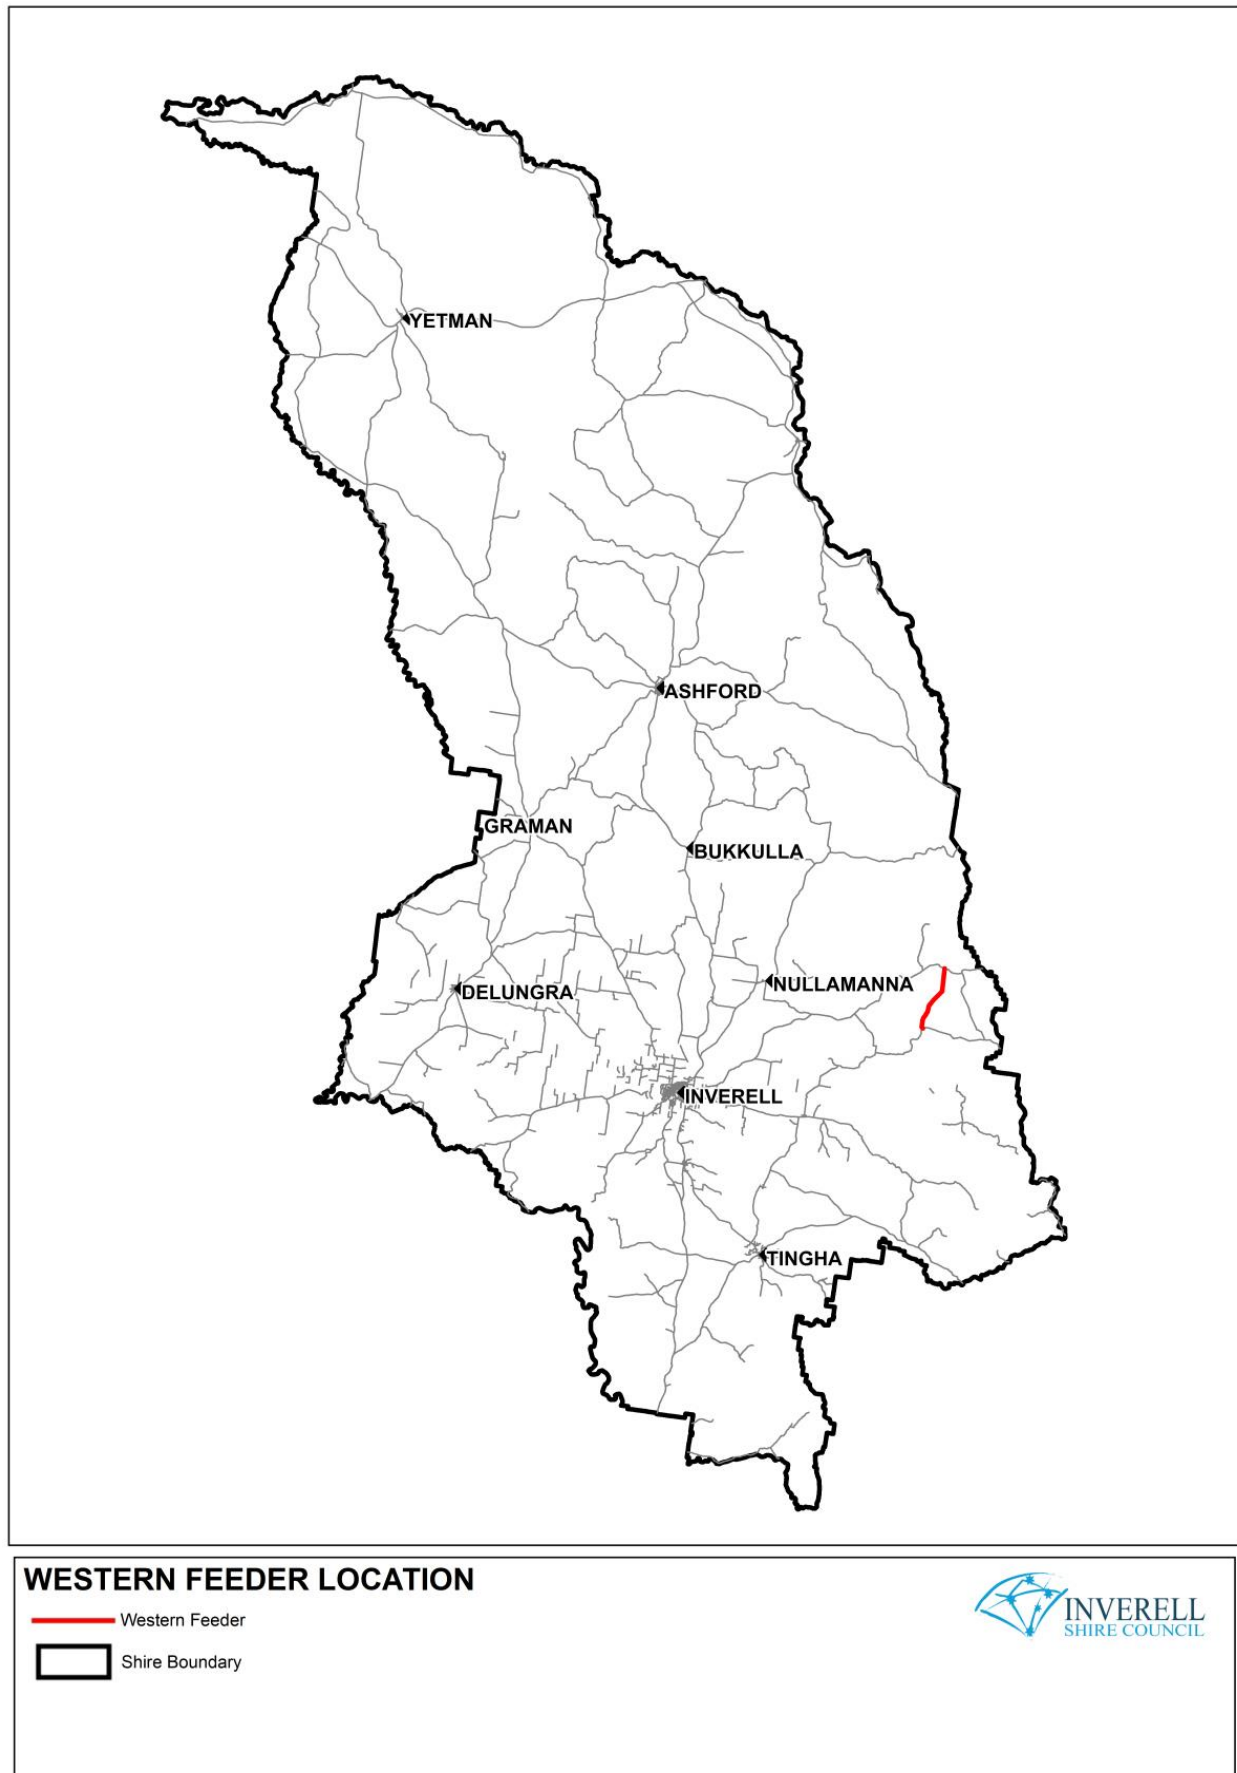 YETMAN
ASHFORD
GRAMAN
BUKKULLA
NULLAMANNA
DELUNGRA
INVERELL
TINGHA
WESTERN FEEDER LOCATION
Western Feeder
Shire Boundary
INVERELL
SHIRE COUNCIL